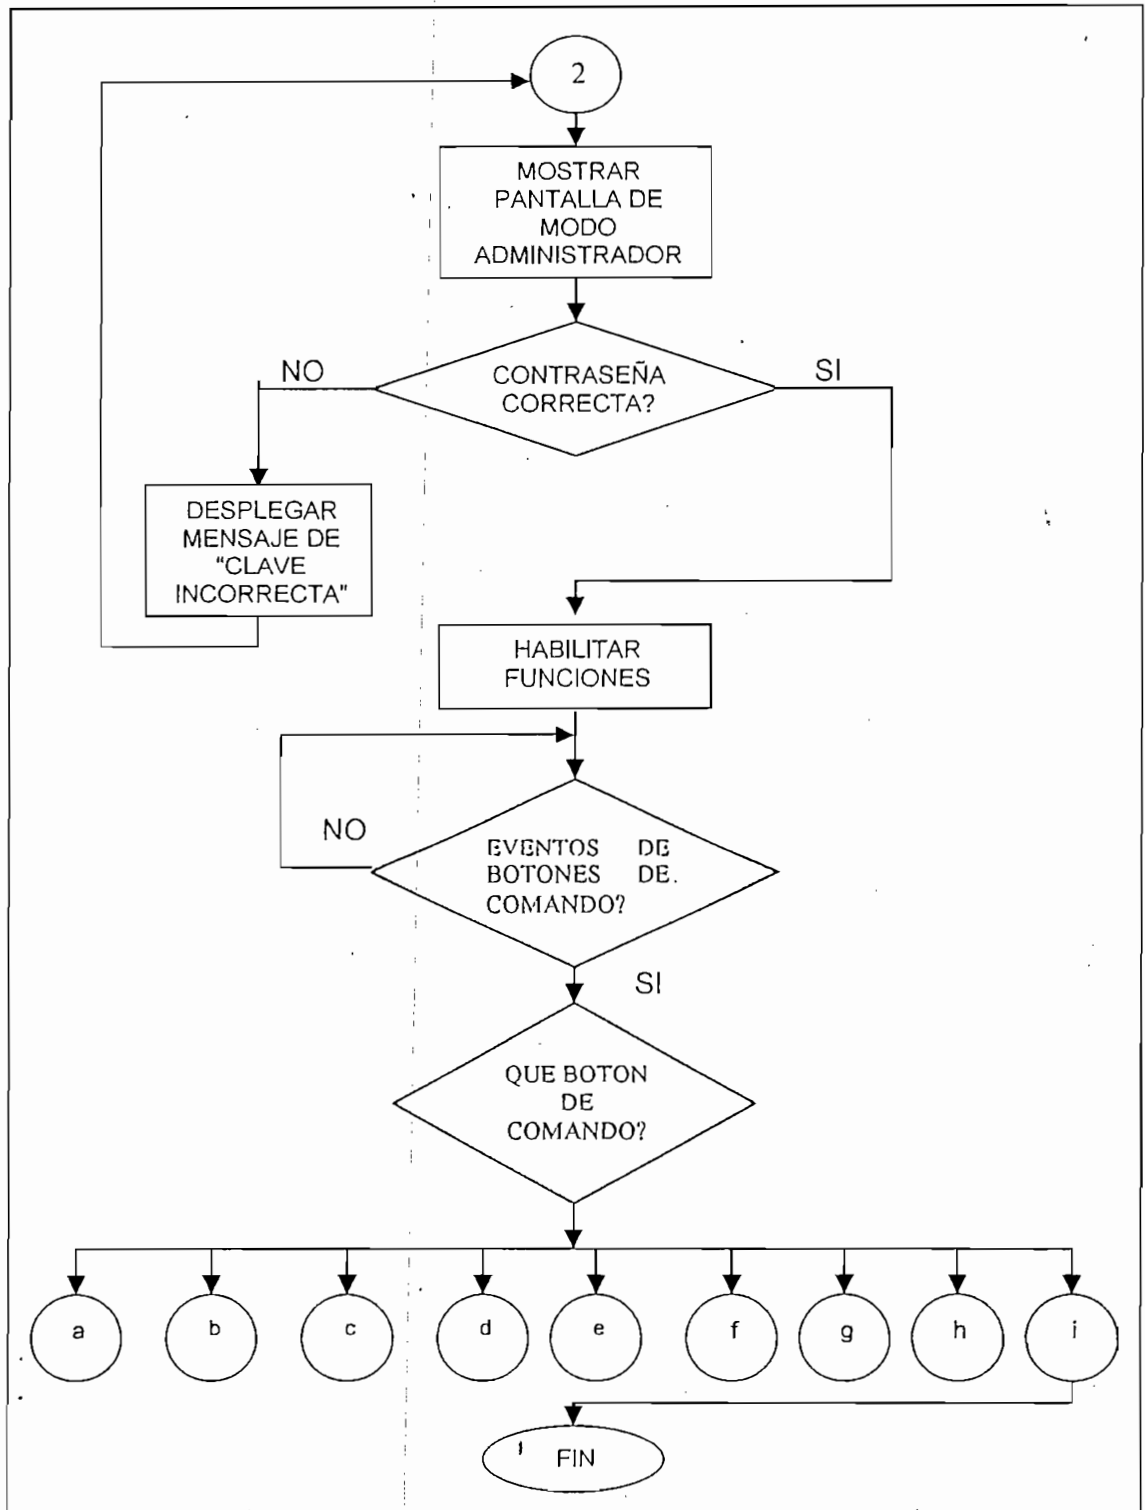 2
MOSTRAR
PANTALLA DE
MODO
ADMINISTRADOR
NO
CONTRASEÑA
CORRECTA?
SI
DESPLEGAR
MENSAJE DE
“CLAVE
INCORRECTA"
HABILITAR
FUNCIONES
NO
EVENTOS DE
BOTONES DE
COMANDO?
SI
QUE BOTON
DE
COMANDO?
a b c d e f g h i
FIN